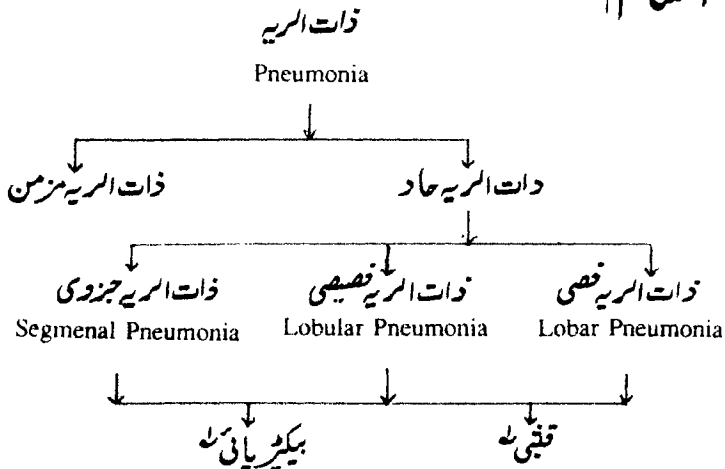 ذات الریہ
Pneumonia
ذات الریہ حاد ذات الریہ مزمن
ذات الریہ فصی ذات الریہ فصیصی ذات الریہ جزوی
Lobar Pneumonia Lobular Pneumonia Segmenal Pneumonia
بیکٹریائی